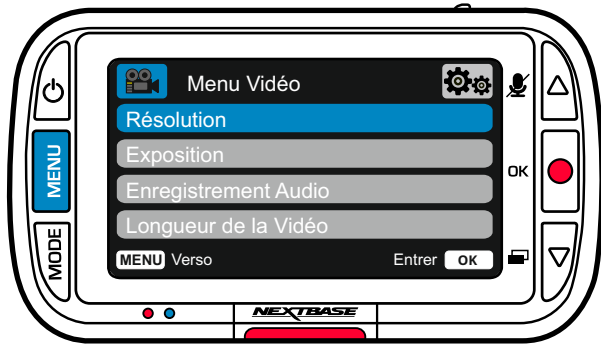 Menu Vidéo
Résolution
Exposition
Enregistrement Audio
Longueur de la Vidéo
MENU Verso Entrer OK
MENU
MODE
OK
NEXTBASE